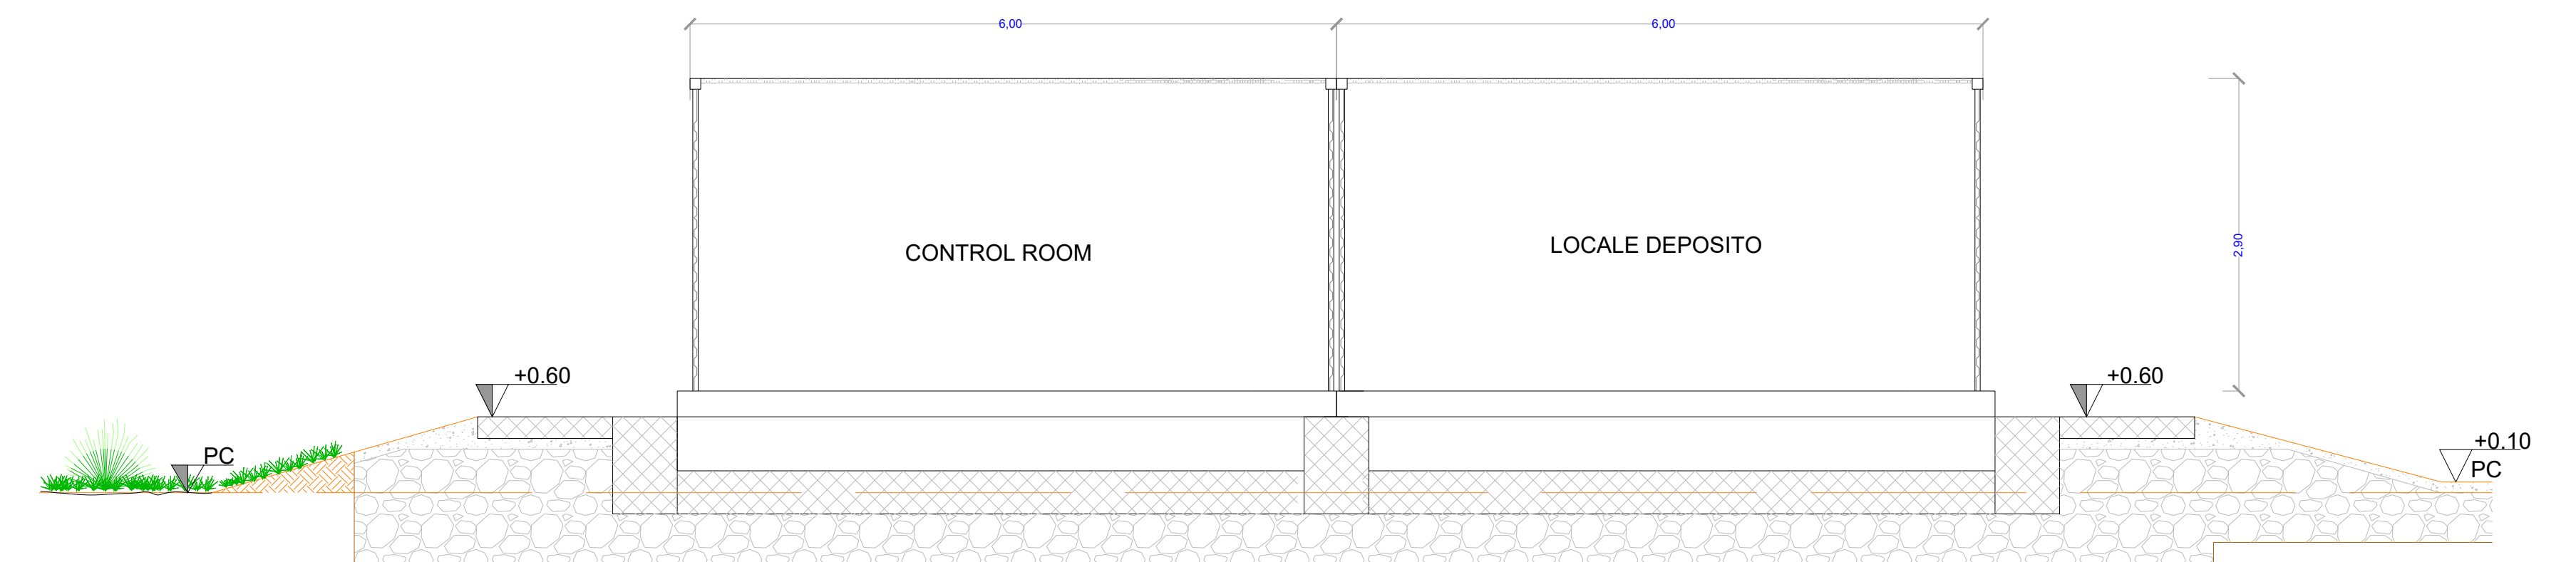 6,00
6,00
CONTROL ROOM
LOCALE DEPOSITO
2,90
+0.60
+0.60
PC
+0.10
PC